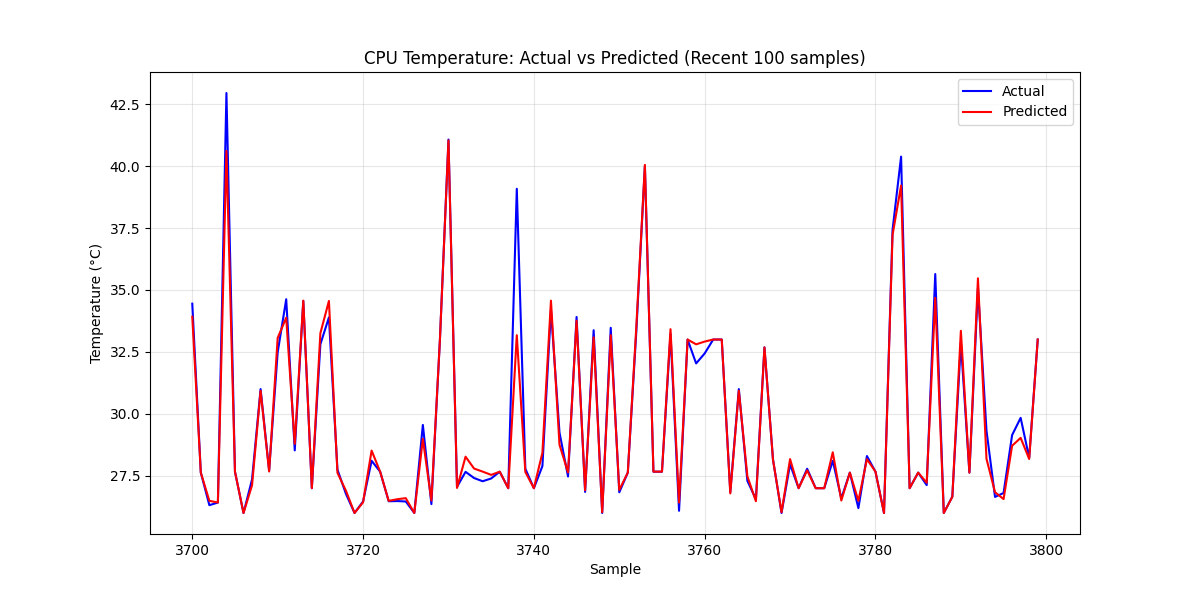 CPU Temperature: Actual vs Predicted (Recent 100 samples)
Actual
Predicted
42.5
40.0
37.5
35.0
32.5
30.0
27.5
Temperature (°C)
3700
3720
3740
3760
3780
3800
Sample